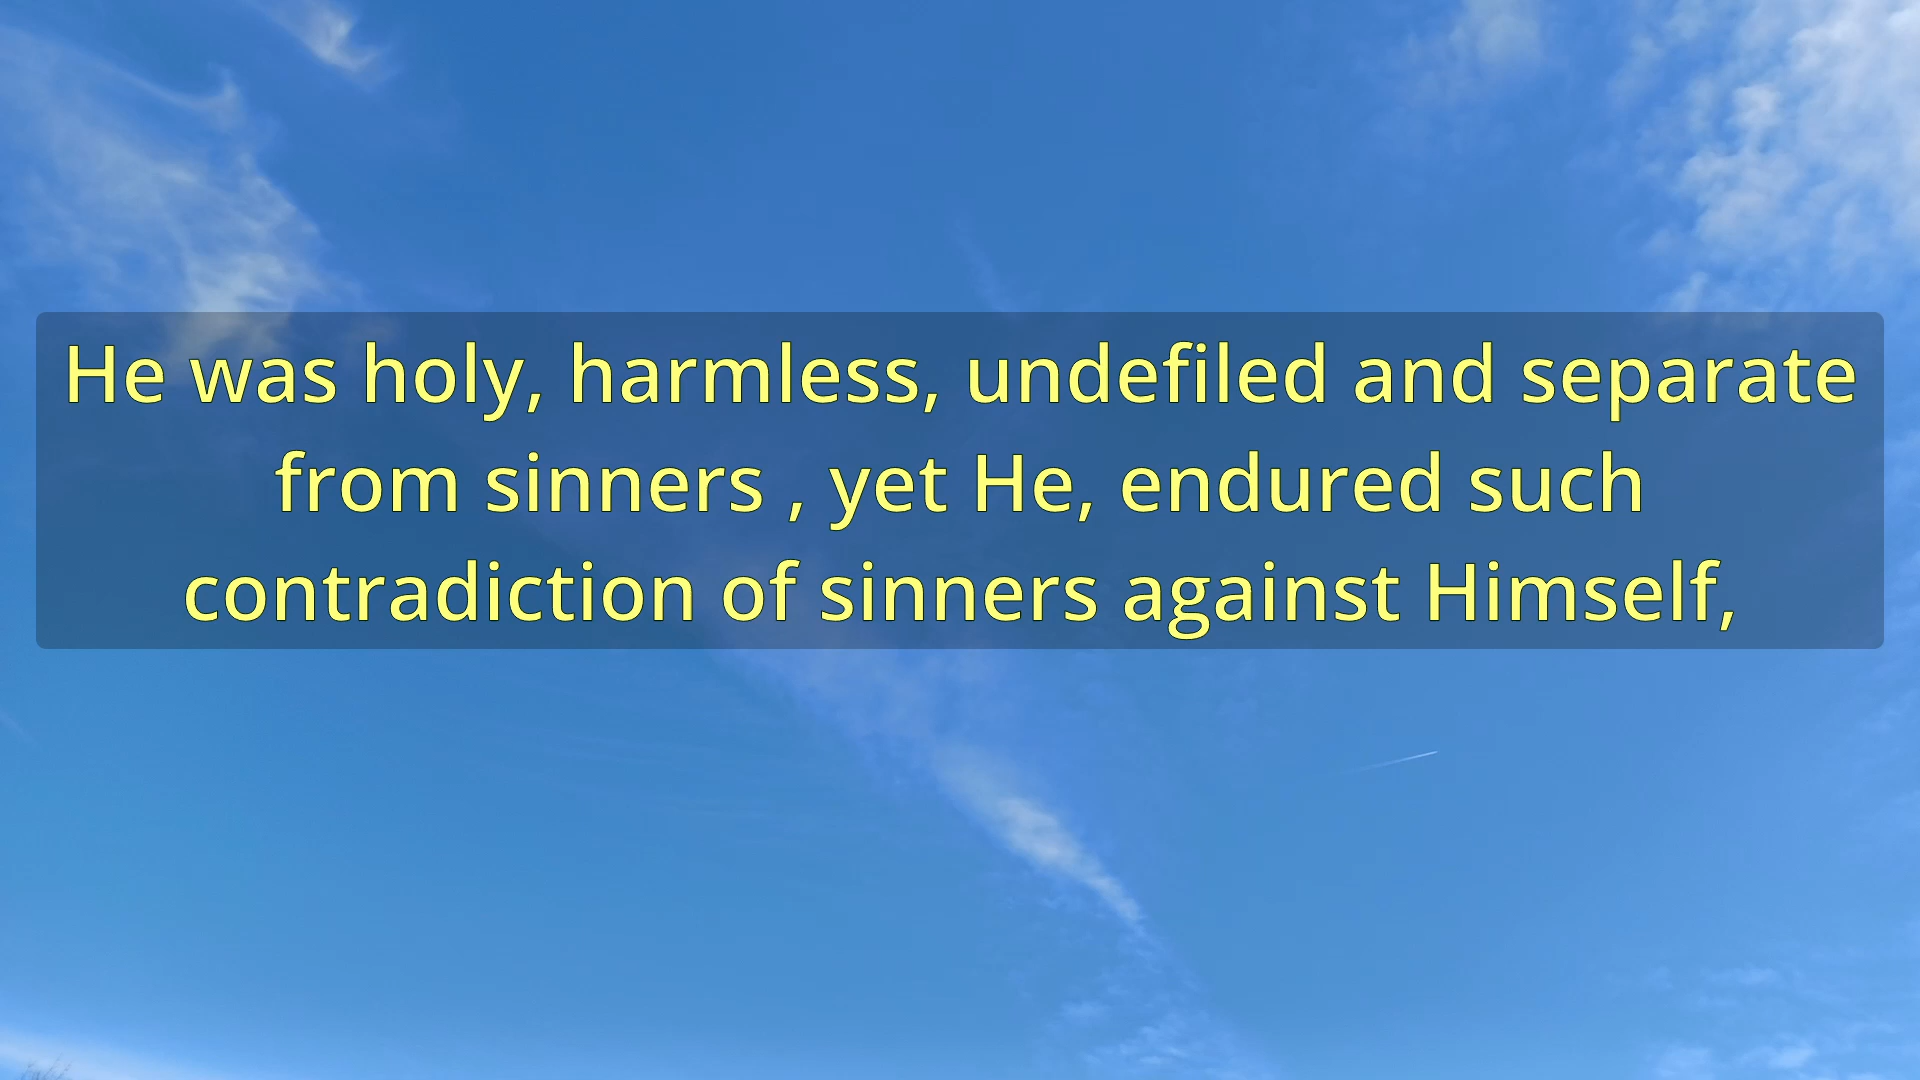 He was holy, harmless, undefiled and separate
from sinners , yet He, endured such
contradiction of sinners against Himself,